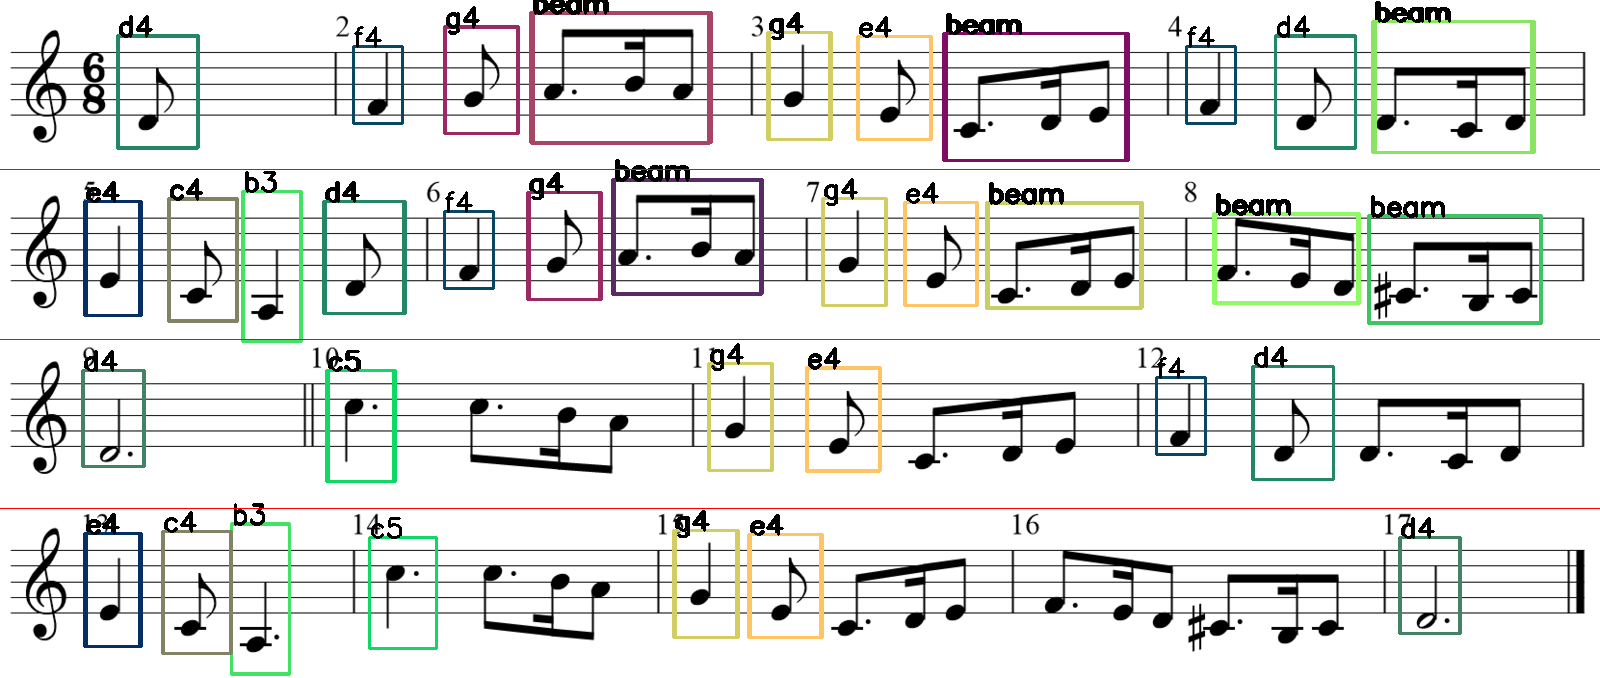 d4 2 f4 g4 beam 3 g4 e4 beam 4 f4 d4 beam
6
8
5 e4 c4 b3 d4 6 f4 g4 beam 7 g4 e4 beam 8 beam beam
9 d4 10 c5 11 g4 e4 12 f4 d4
13 e4 c4 b3 14 c5 15 g4 e4 16 17 d4